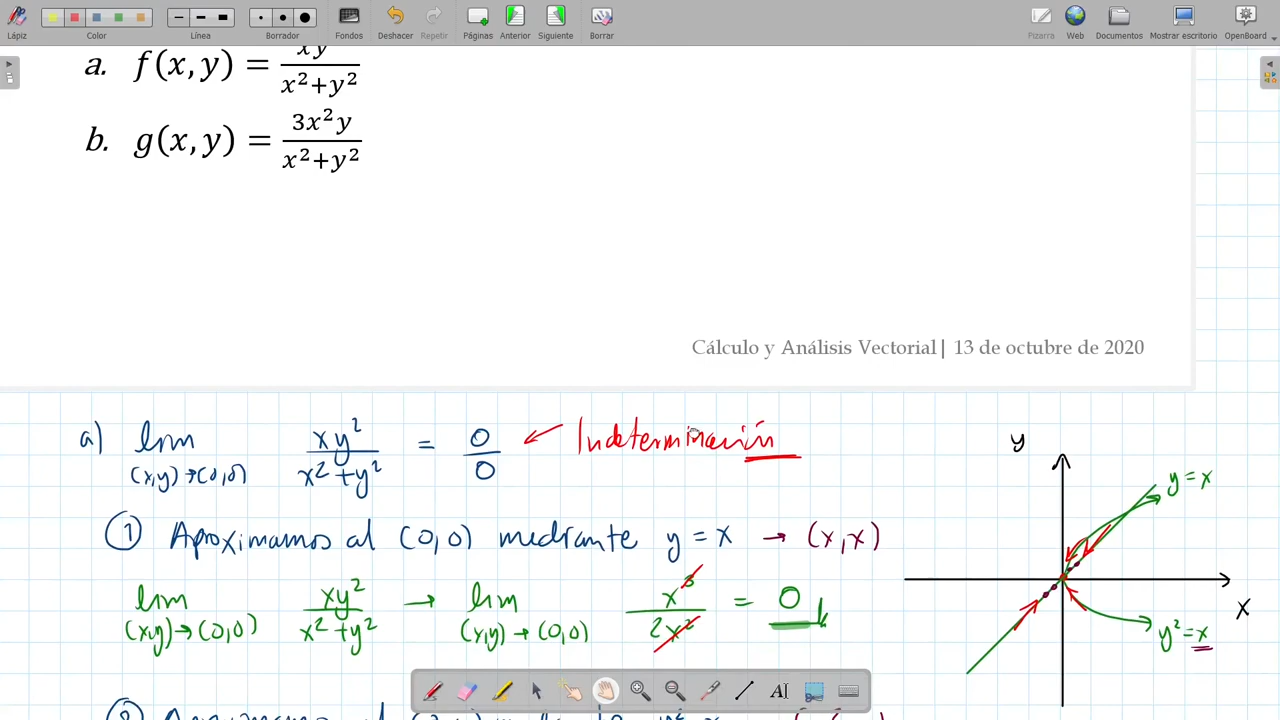 Lápiz Color Línea Borrador Fondos Deshacer Repetir Páginas Anterior Siguiente Borrar Pizarra Web Documentos Mostrar escritorio OpenBoard
a. f(x, y) = xy / x²+y²
b. g(x, y) = 3x²y / x²+y²
Cálculo y Análisis Vectorial| 13 de octubre de 2020
a) lim (x,y)→(0,0) xy² / x²+y² = 0/0 ← Indeterminación
① Aproximamos al (0,0) mediante y = x → (x,x)
lim (x,y)→(0,0) xy² / x²+y² → lim (x,y)→(0,0) x³ / 2x² = 0
y
y = x
x
y² = x